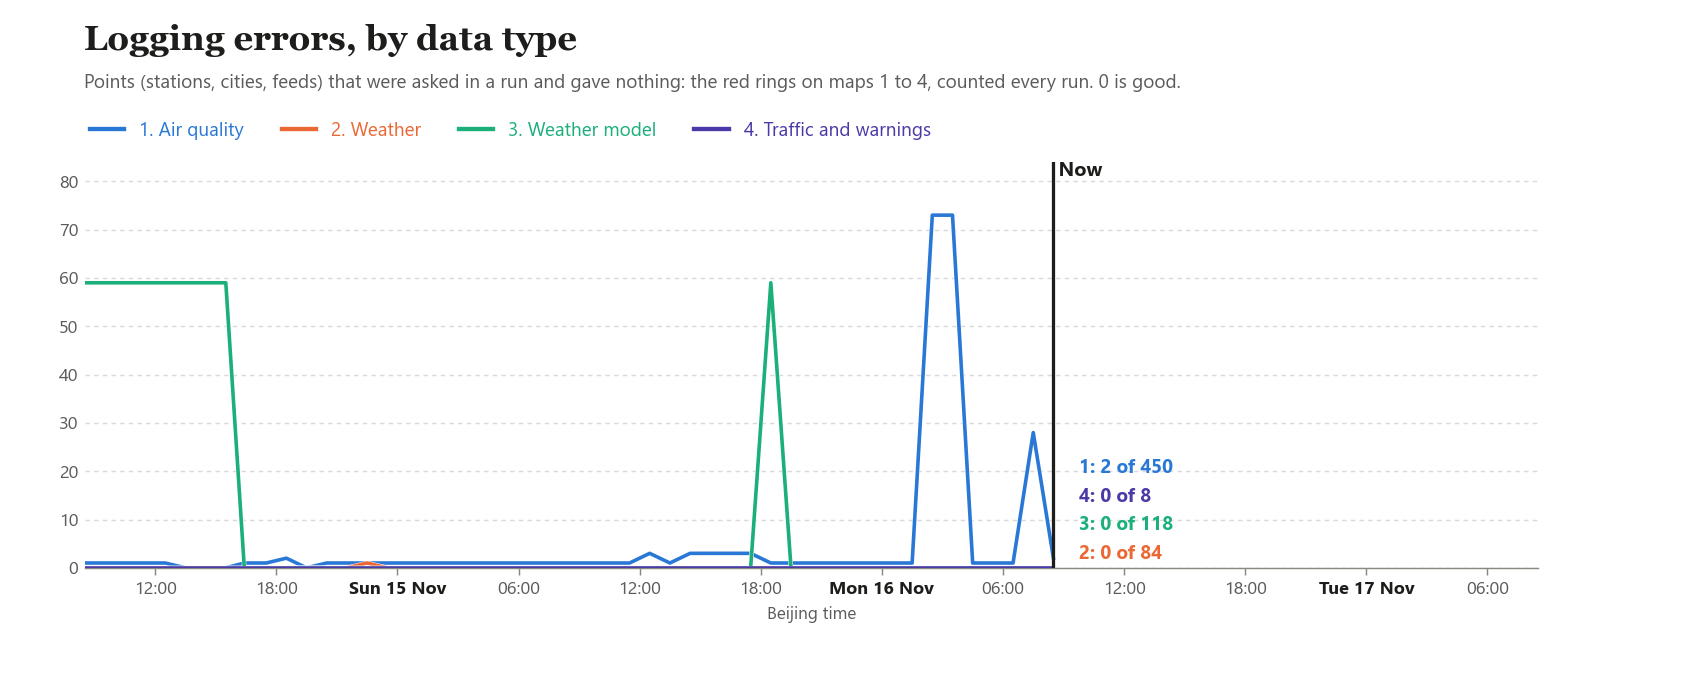 Logging errors, by data type
Points (stations, cities, feeds) that were asked in a run and gave nothing: the red rings on maps 1 to 4, counted every run. 0 is good.
1. Air quality 2. Weather 3. Weather model 4. Traffic and warnings
Now
80
70
60
50
40
30
20
10
0
1: 2 of 450
4: 0 of 8
3: 0 of 118
2: 0 of 84
12:00 18:00 Sun 15 Nov 06:00 12:00 18:00 Mon 16 Nov 06:00 12:00 18:00 Tue 17 Nov 06:00
Beijing time